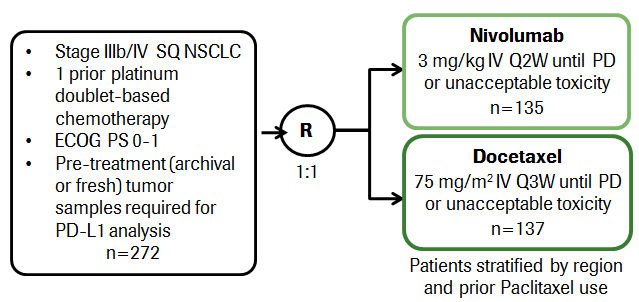 • Stage IIIb/IV SQ NSCLC
• 1 prior platinum
doublet-based
chemotherapy
• ECOG PS 0-1
• Pre-treatment (archival
or fresh) tumor
samples required for
PD-L1 analysis
n=272
R
1:1
Nivolumab
3 mg/kg IV Q2W until PD
or unacceptable toxicity
n=135
Docetaxel
75 mg/m² IV Q3W until PD
or unacceptable toxicity
n=137
Patients stratified by region
and prior Paclitaxel use